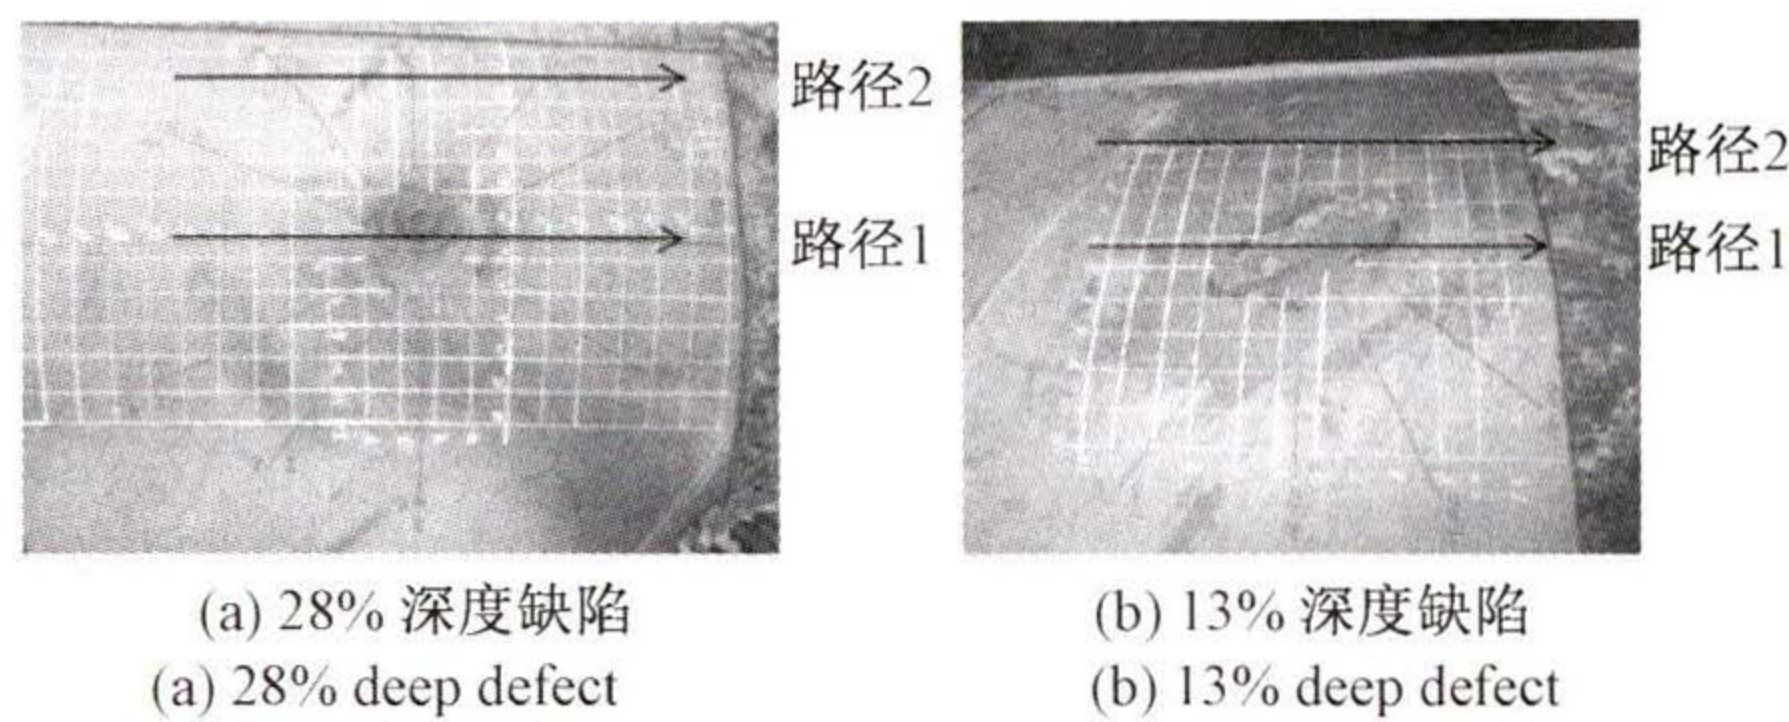 路径2
路径1
路径2
路径1
(a) 28% 深度缺陷
(a) 28% deep defect
(b) 13% 深度缺陷
(b) 13% deep defect